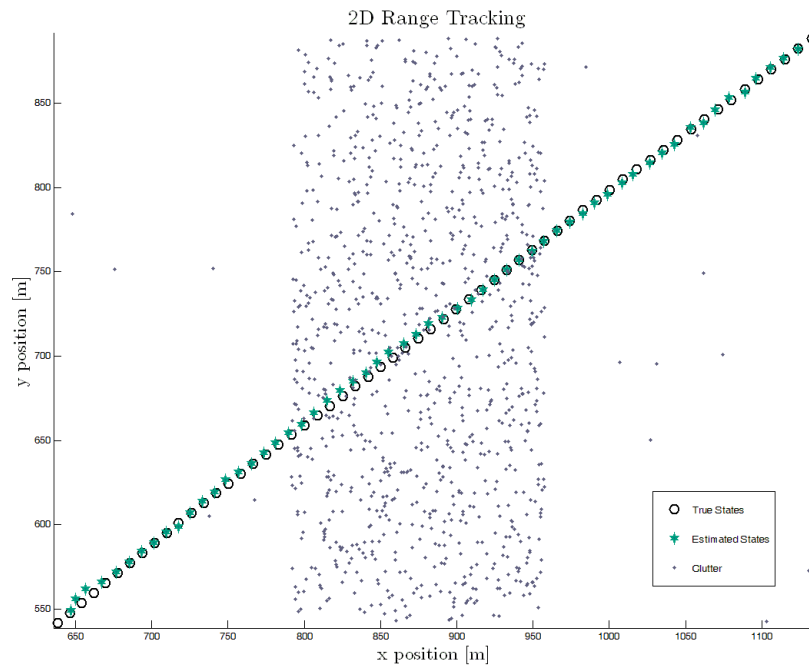 2D Range Tracking
y position [m]
850
800
750
700
650
600
550
True States
Estimated States
Clutter
650 700 750 800 850 900 950 1000 1050 1100
x position [m]